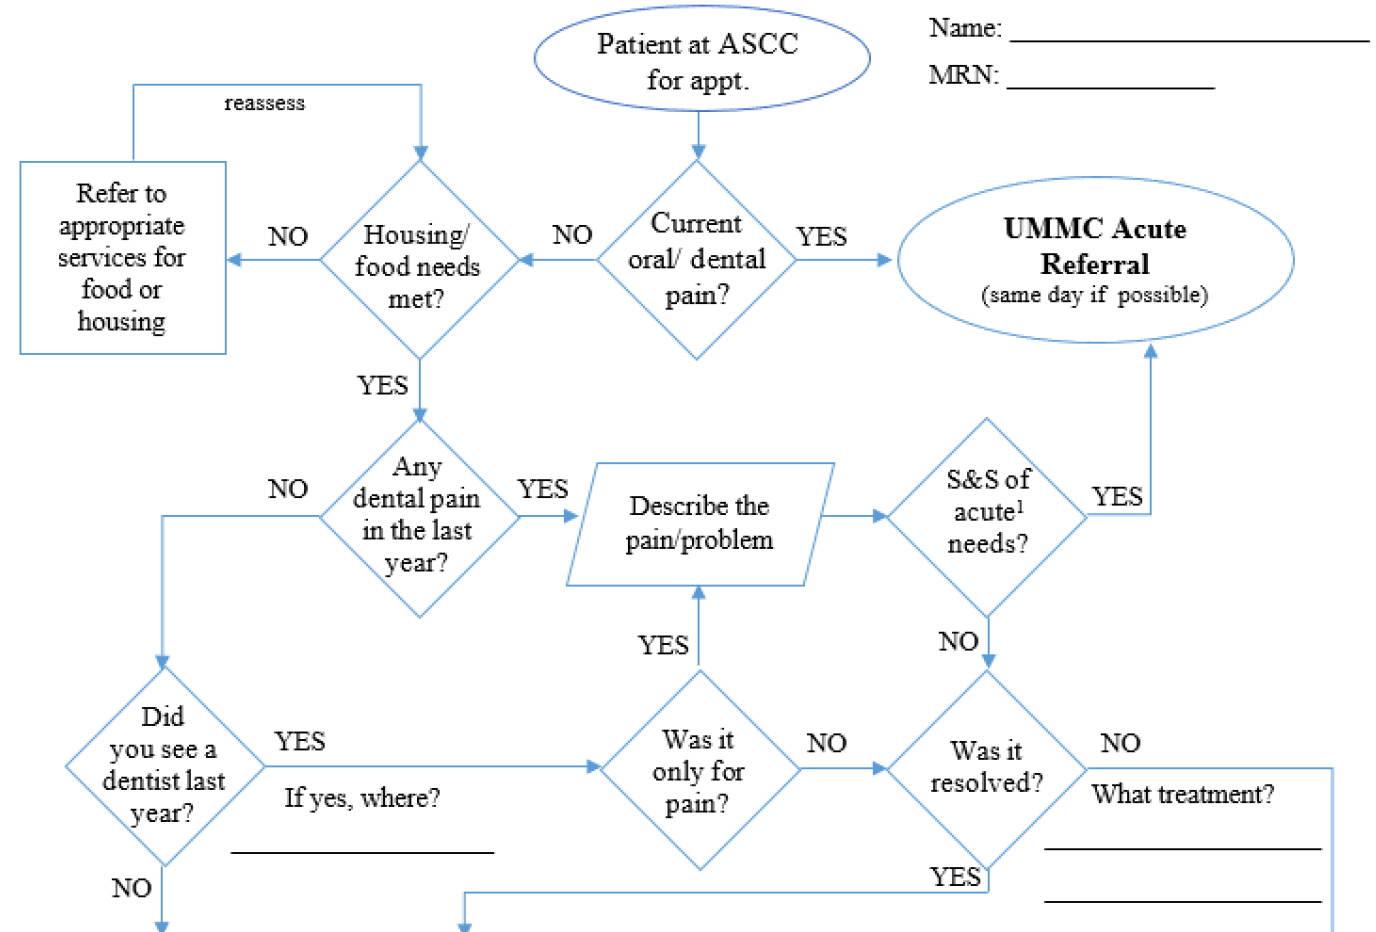 Patient at ASCC
for appt.
Name:
MRN:
reassess
Refer to
appropriate
services for
food or
housing
NO
Housing/
food needs
met?
NO
Current
oral/ dental
pain?
YES
UMMC Acute
Referral
(same day if possible)
YES
NO
Any
dental pain
in the last
year?
YES
Describe the
pain/problem
S&S of
acute¹
needs?
YES
YES
NO
Did
you see a
dentist last
year?
YES
If yes, where?
Was it
only for
pain?
NO
Was it
resolved?
NO
What treatment?
NO
YES